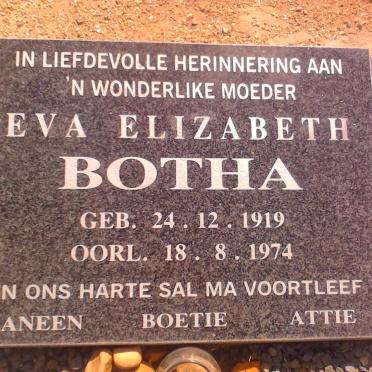 IN LIEFDEVOLLE HERINNERING AAN
'N WONDERLIKE MOEDER
EVA ELIZABETH
BOTHA
GEB. 24.12.1919
OORL. 18.8.1974
N ONS HARTE SAL MA VOORTLEEF
ANEEN BOETIE ATTIE